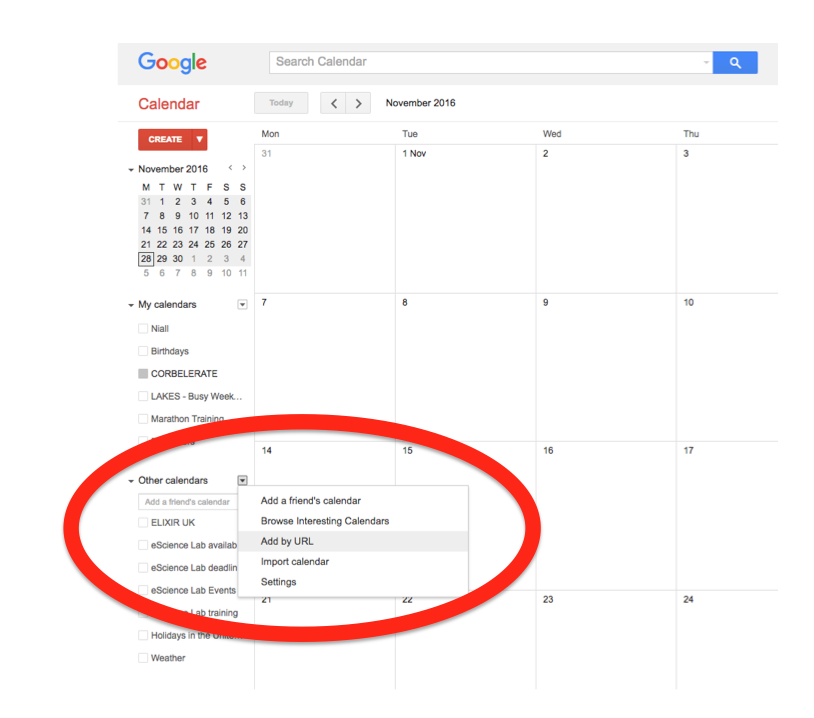 Google
Search Calendar
Calendar
Today
November 2016
CREATE
November 2016
M T W T F S S
31 1 2 3 4 5 6
7 8 9 10 11 12 13
14 15 16 17 18 19 20
21 22 23 24 25 26 27
28 29 30 1 2 3 4
5 6 7 8 9 10 11
My calendars
Niall
Birthdays
CORBELERATE
LAKES - Busy Week...
Marathon Training
Other calendars
Add a friend's calendar
ELIXIR UK
eScience Lab availab
eScience Lab deadlin
eScience Lab Events
Lab training
Holidays in the
Weather
Add a friend's calendar
Browse Interesting Calendars
Add by URL
Import calendar
Settings
Mon Tue Wed Thu
31 1 Nov 2 3
7 8 9 10
14 15 16 17
21 22 23 24